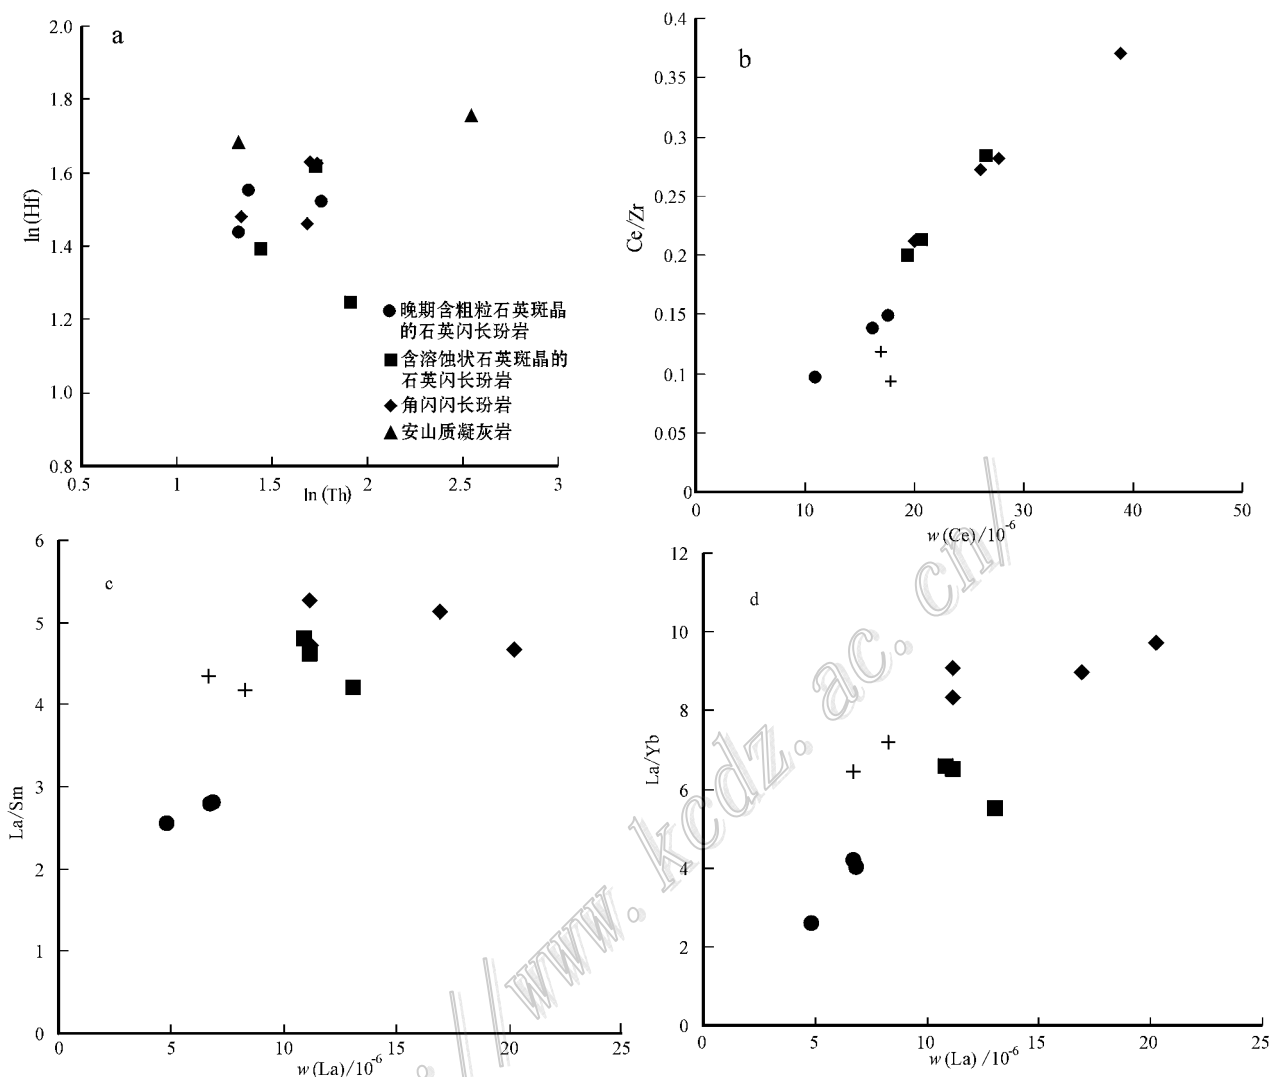 a
2.0
1.8
1.6
1.4
1.2
1.0
0.8
ln(Hf)
0.5
1
1.5
2
2.5
3
ln(Th)
晚期含粗粒石英斑晶
的石英闪长玢岩
含溶蚀状石英斑晶的
石英闪长玢岩
角闪闪长玢岩
安山质凝灰岩
b
0.4
0.35
0.3
0.25
0.2
0.15
0.1
0.05
0
Ce/Zr
0
10
20
30
40
50
w(Ce)/10⁻⁶
c
6
5
4
3
2
1
0
La/Sm
0
5
10
15
20
25
w(La)/10⁻⁶
d
12
10
8
6
4
2
0
La/Yb
0
5
10
15
20
25
w(La)/10⁻⁶
://www.kcdz.ac.cn/